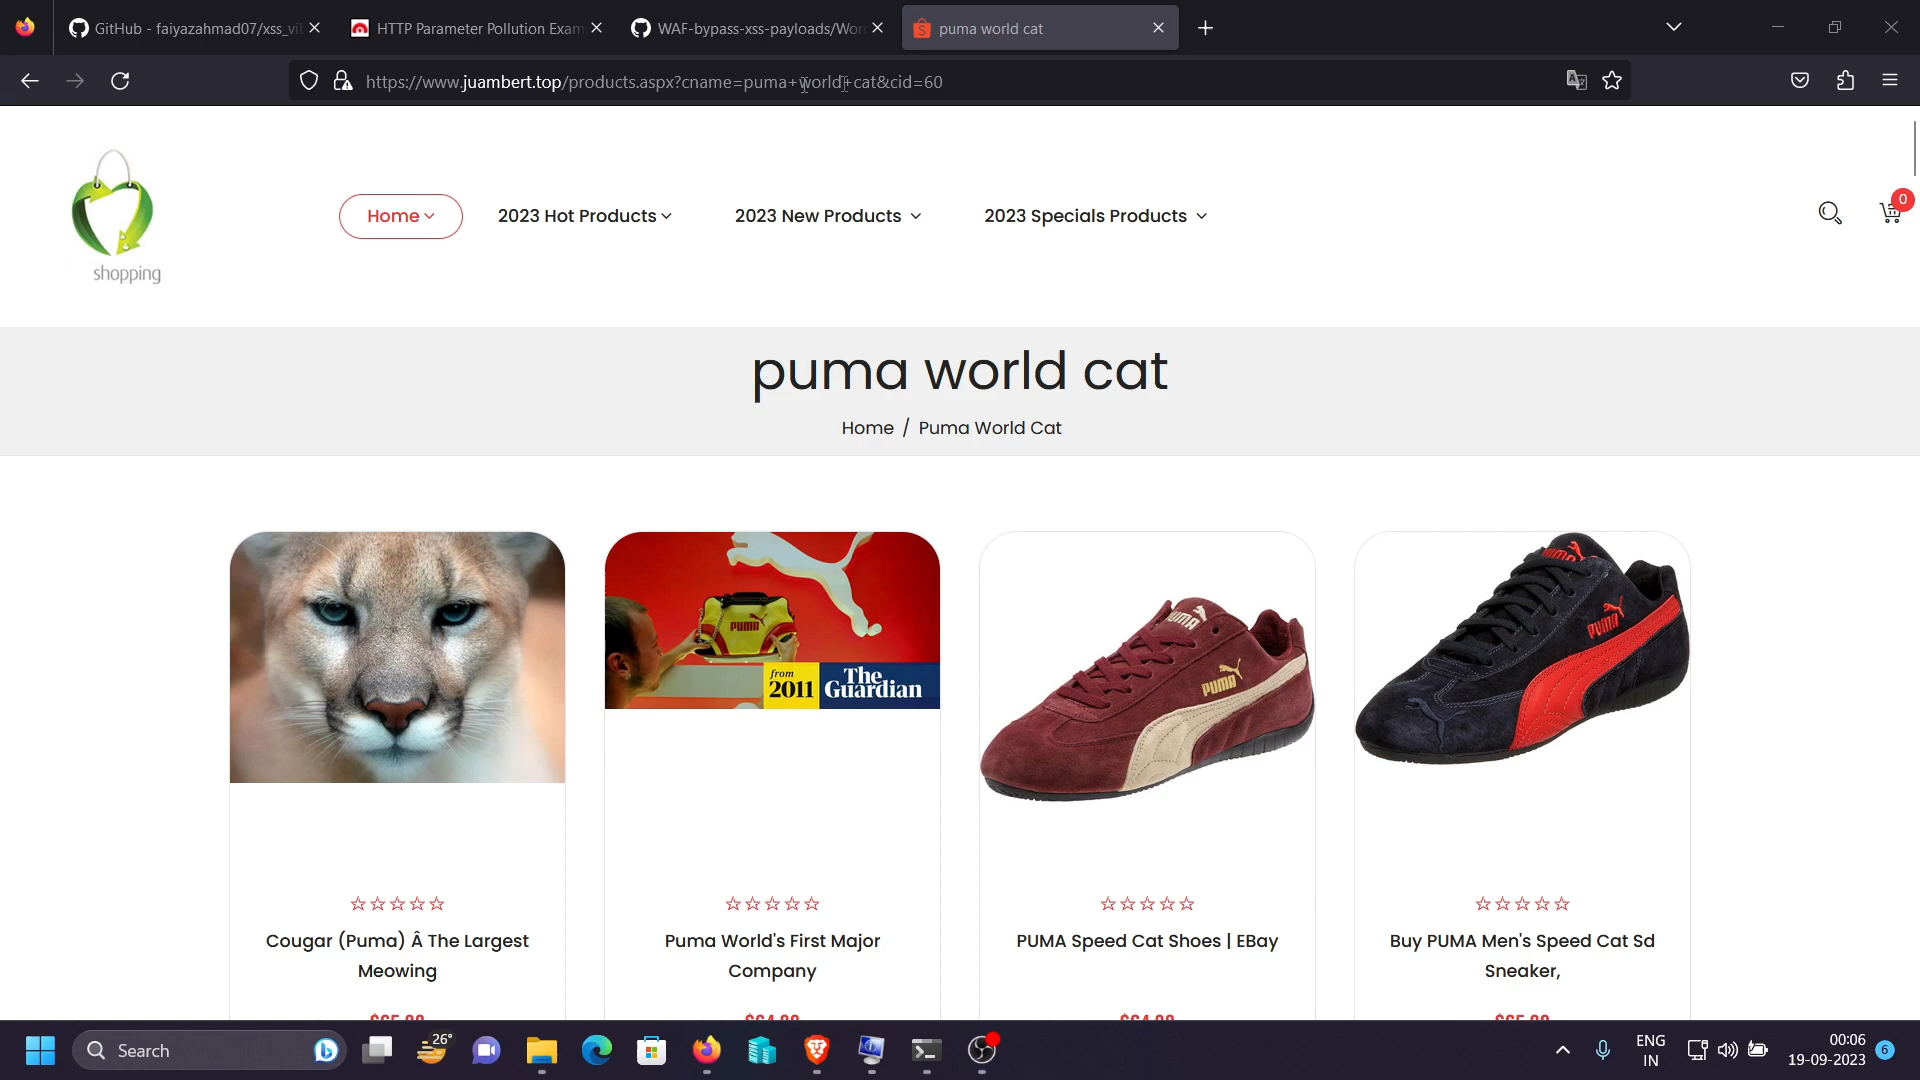 GitHub - faiyazahmad07/xss_vi
HTTP Parameter Pollution Exam
WAF-bypass-xss-payloads/Wor
puma world cat
https://www.juambert.top/products.aspx?cname=puma+world+cat&cid=60
shopping
Home
2023 Hot Products
2023 New Products
2023 Specials Products
0
puma world cat
Home / Puma World Cat
PUMA
from
2011
The
Guardian
PUMA
PUMA
PUMA
Cougar (Puma) Â The Largest
Meowing
Puma World's First Major
Company
PUMA Speed Cat Shoes | EBay
Buy PUMA Men's Speed Cat Sd
Sneaker,
Search
26°
ENG
IN
00:06
19-09-2023
6